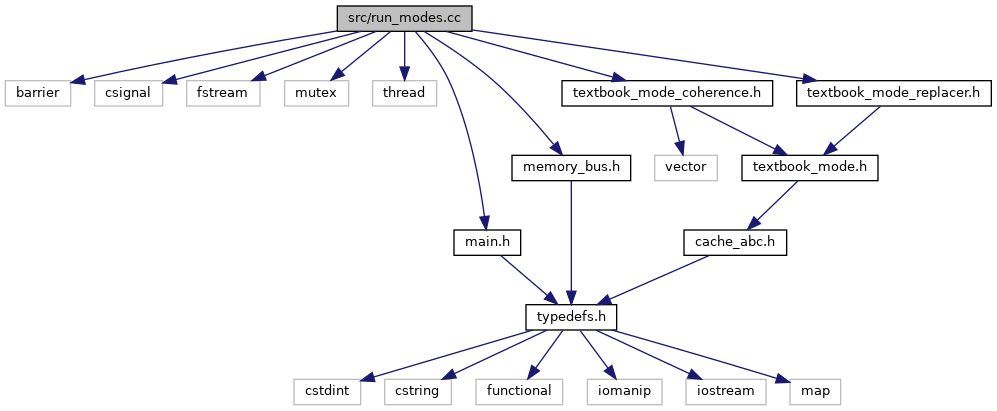 src/run_modes.cc
barrier
csignal
fstream
mutex
thread
textbook_mode_coherence.h
textbook_mode_replacer.h
memory_bus.h
vector
textbook_mode.h
main.h
cache_abc.h
typedefs.h
cstdint
cstring
functional
iomanip
iostream
map